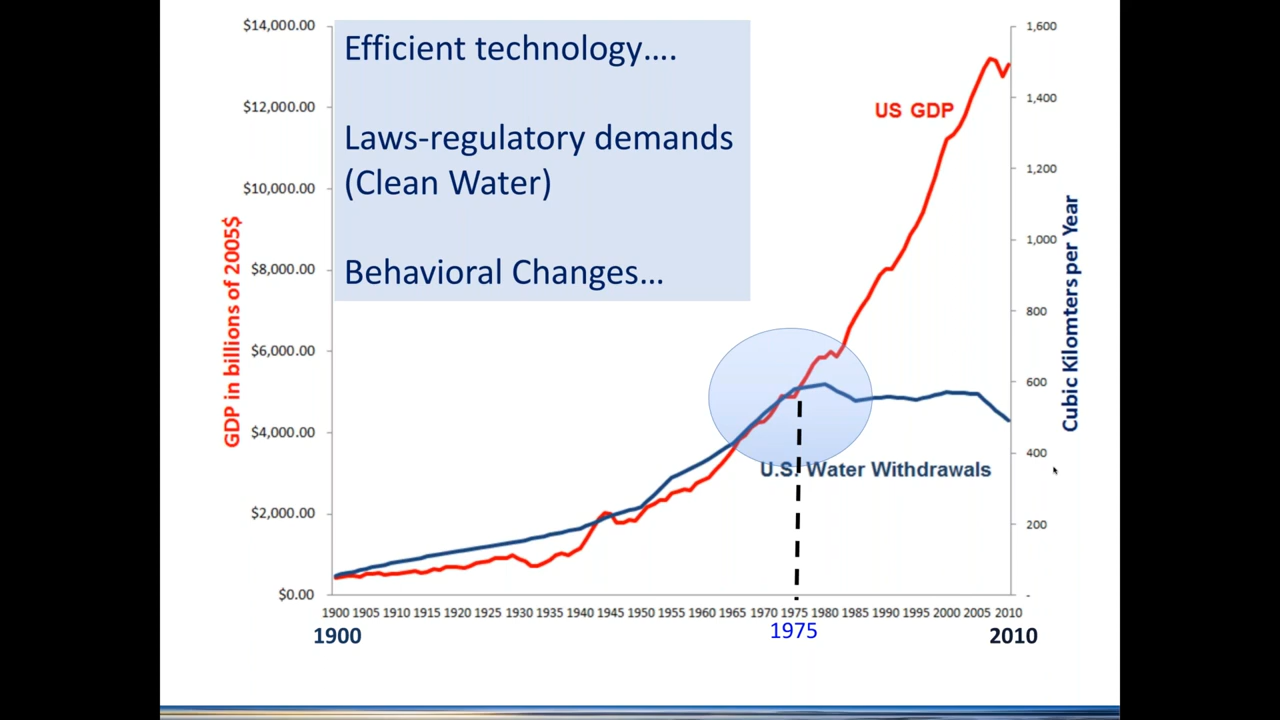 $14,000.00
$12,000.00
$10,000.00
$8,000.00
$6,000.00
$4,000.00
$2,000.00
$0.00
GDP in billions of 2005$
Efficient technology….
Laws-regulatory demands
(Clean Water)
Behavioral Changes…
US GDP
U.S. Water Withdrawals
1,600
1,400
1,200
1,000
800
600
400
200
-
Cubic Kilomters per Year
1900 1905 1910 1915 1920 1925 1930 1935 1940 1945 1950 1955 1960 1965 1970 1975 1980 1985 1990 1995 2000 2005 2010
1900 1975 2010